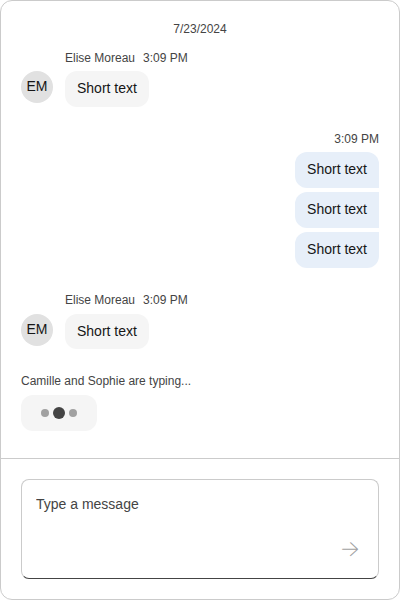 7/23/2024
Elise Moreau 3:09 PM
EM
Short text
3:09 PM
Short text
Short text
Short text
Elise Moreau 3:09 PM
EM
Short text
Camille and Sophie are typing...
Type a message